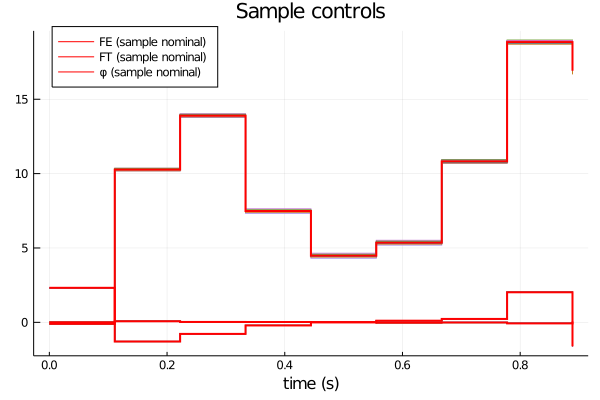 Sample controls
FE (sample nominal)
FT (sample nominal)
φ (sample nominal)
15
10
5
0
0.0 0.2 0.4 0.6 0.8
time (s)